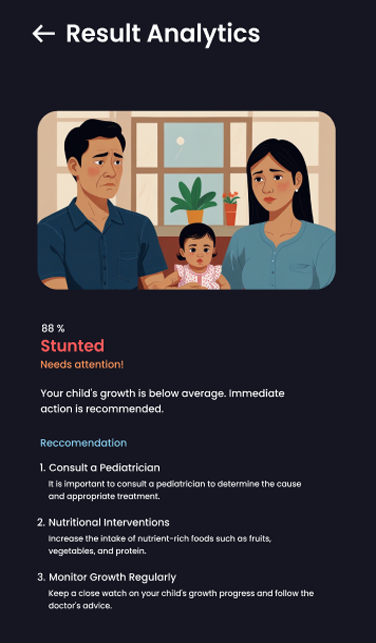 Result Analytics
88 %
Stunted
Needs attention!
Your child's growth is below average. Immediate
action is recommended.
Reccomendation
1. Consult a Pediatrician
It is important to consult a pediatrician to determine the cause
and appropriate treatment.
2. Nutritional Interventions
Increase the intake of nutrient-rich foods such as fruits,
vegetables, and protein.
3. Monitor Growth Regularly
Keep a close watch on your child's growth progress and follow the
doctor's advice.